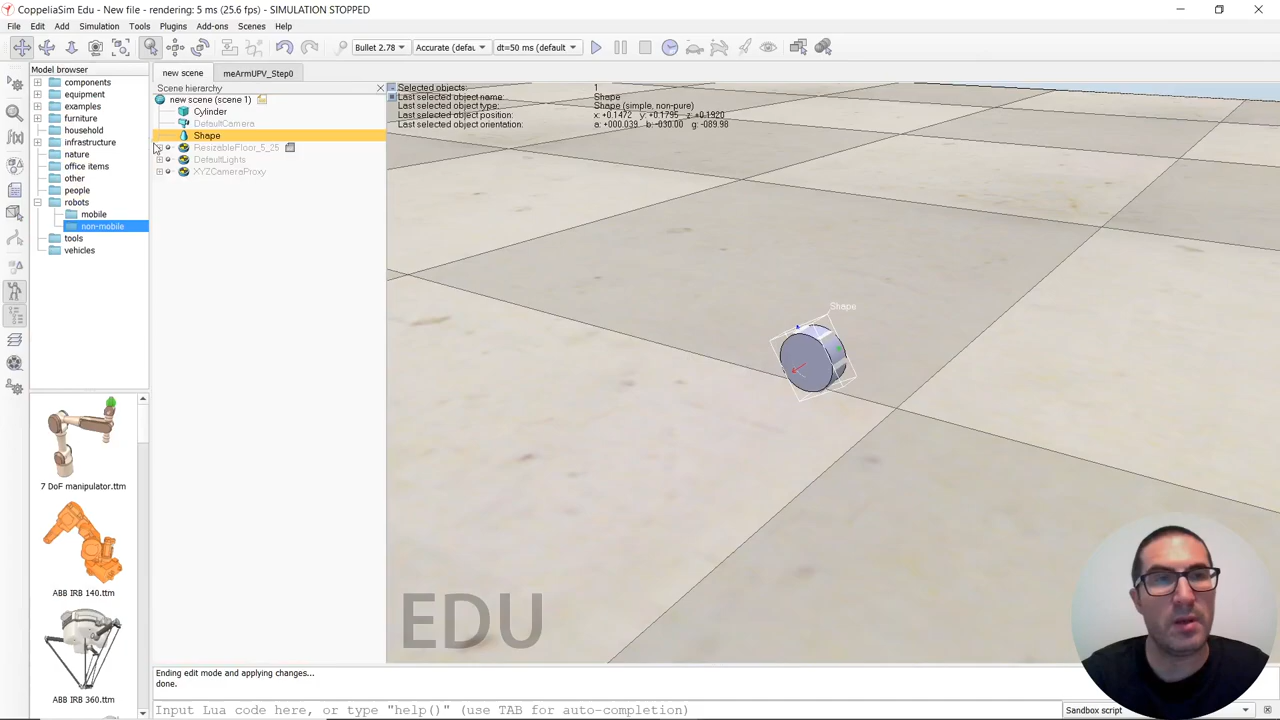 CoppeliaSim Edu - New file - rendering: 5 ms (25.6 fps) - SIMULATION STOPPED
File Edit Add Simulation Tools Plugins Add-ons Scenes Help
Bullet 2.78 Accurate (defau dt=50 ms (default)
Model browser
components
equipment
examples
furniture
household
infrastructure
nature
office items
other
people
robots
mobile
non-mobile
tools
vehicles
7 DoF manipulator.ttm
ABB IRB 140.ttm
ABB IRB 360.ttm
new scene meArmUPV_Step0
Scene hierarchy
new scene (scene 1)
Cylinder
DefaultCamera
Shape
ResizableFloor_5_25
DefaultLights
XYZCameraProxy
Selected objects: 1
Last selected object name: Shape
Last selected object type: Shape (simple, non-pure)
Last selected object position: x: +0.1472 y: +0.1795 z: +0.1920
Last selected object orientation: a: +000.039 b: -030.00 g: -089.98
Shape
EDU
Ending edit mode and applying changes...
done.
Input Lua code here, or type "help()" (use TAB for auto-completion)
Sandbox script